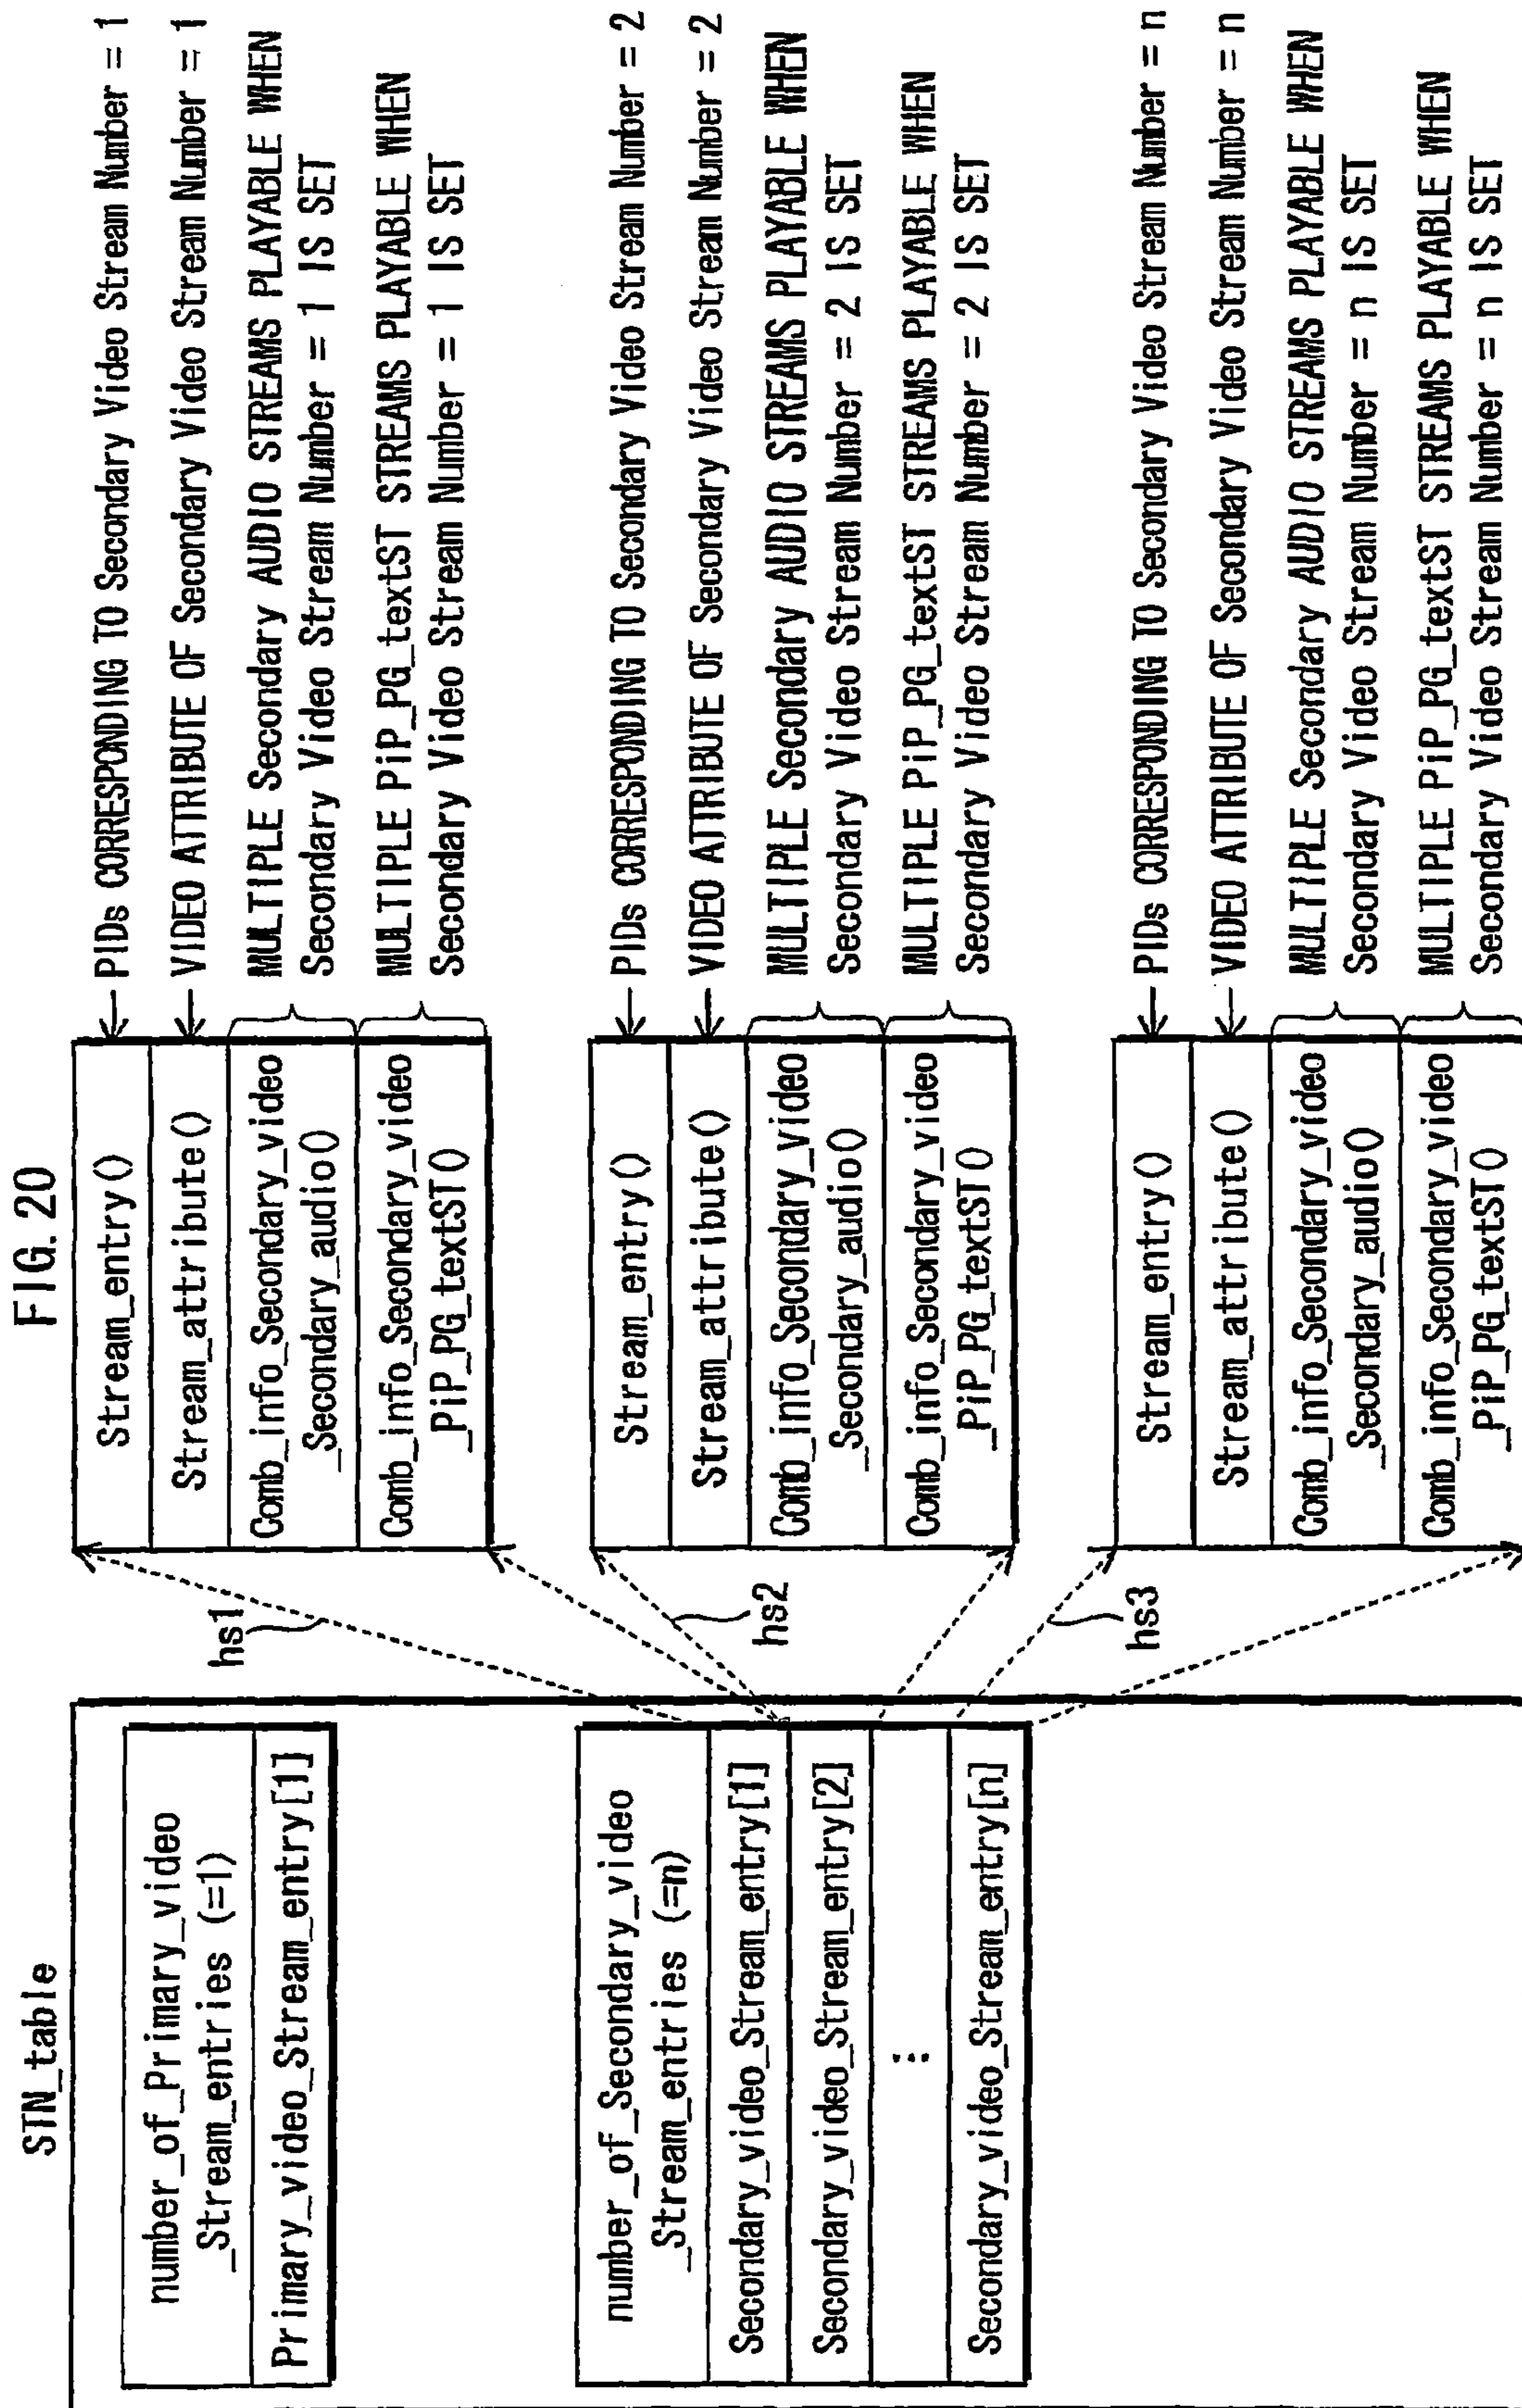 FIG. 20
STN_table
number_of_Primary_video
_Stream_entries (=1)
Primary_video_Stream_entry[1]
number_of_Secondary_video
_Stream_entries (=n)
Secondary_video_Stream_entry[1]
Secondary_video_Stream_entry[2]
⋮
Secondary_video_Stream_entry[n]
hs1
hs2
hs3
Stream_entry()
Stream_attribute()
Comb_info_Secondary_video
_Secondary_audio()
Comb_info_Secondary_video
_PiP_PG_textST()
PIDs CORRESPONDING TO Secondary Video Stream Number = 1
VIDEO ATTRIBUTE OF Secondary Video Stream Number = 1
MULTIPLE Secondary AUDIO STREAMS PLAYABLE WHEN
Secondary Video Stream Number = 1 IS SET
MULTIPLE PiP_PG_textST STREAMS PLAYABLE WHEN
Secondary Video Stream Number = 1 IS SET
Stream_entry()
Stream_attribute()
Comb_info_Secondary_video
_Secondary_audio()
Comb_info_Secondary_video
_PiP_PG_textST()
PIDs CORRESPONDING TO Secondary Video Stream Number = 2
VIDEO ATTRIBUTE OF Secondary Video Stream Number = 2
MULTIPLE Secondary AUDIO STREAMS PLAYABLE WHEN
Secondary Video Stream Number = 2 IS SET
MULTIPLE PiP_PG_textST STREAMS PLAYABLE WHEN
Secondary Video Stream Number = 2 IS SET
Stream_entry()
Stream_attribute()
Comb_info_Secondary_video
_Secondary_audio()
Comb_info_Secondary_video
_PiP_PG_textST()
PIDs CORRESPONDING TO Secondary Video Stream Number = n
VIDEO ATTRIBUTE OF Secondary Video Stream Number = n
MULTIPLE Secondary AUDIO STREAMS PLAYABLE WHEN
Secondary Video Stream Number = n IS SET
MULTIPLE PiP_PG_textST STREAMS PLAYABLE WHEN
Secondary Video Stream Number = n IS SET